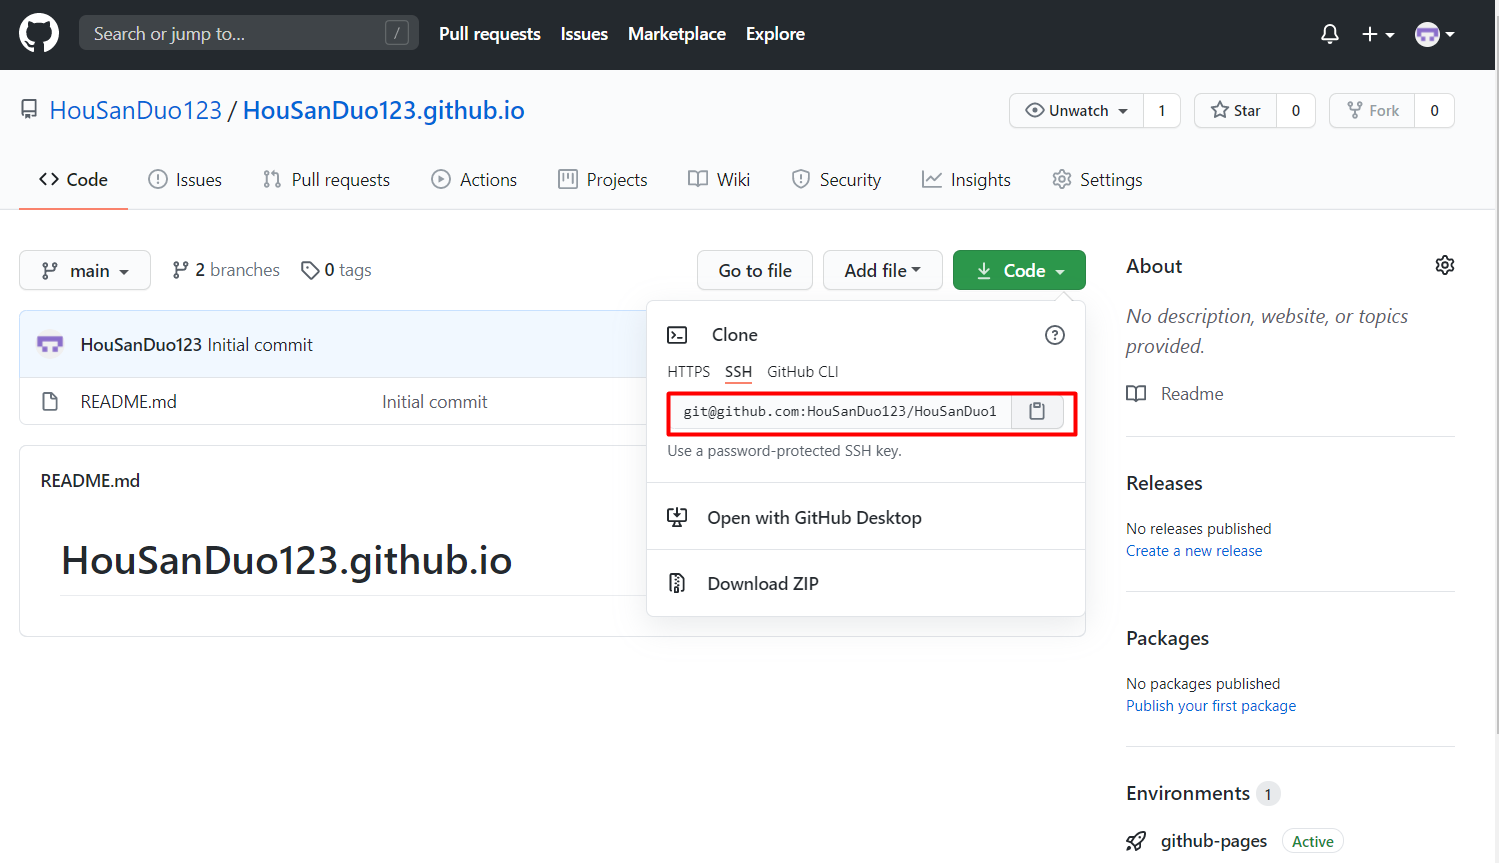 Search or jump to... / Pull requests Issues Marketplace Explore
HouSanDuo123 / HouSanDuo123.github.io Unwatch 1 Star 0 Fork 0
Code Issues Pull requests Actions Projects Wiki Security Insights Settings
main 2 branches 0 tags Go to file Add file Code
HouSanDuo123 Initial commit
README.md Initial commit
README.md
HouSanDuo123.github.io
Clone
HTTPS SSH GitHub CLI
git@github.com:HouSanDuo123/HouSanDuo1
Use a password-protected SSH key.
Open with GitHub Desktop
Download ZIP
About
No description, website, or topics
provided.
Readme
Releases
No releases published
Create a new release
Packages
No packages published
Publish your first package
Environments 1
github-pages Active